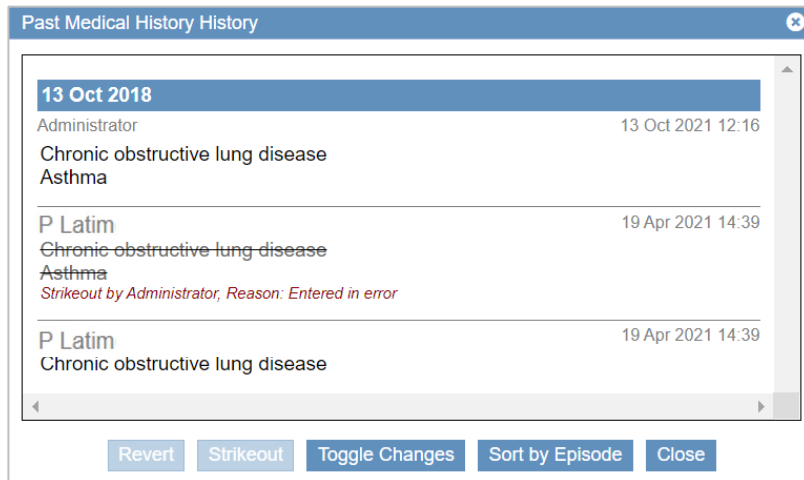 Past Medical History History
13 Oct 2018
Administrator 13 Oct 2021 12:16
Chronic obstructive lung disease
Asthma
P Latim 19 Apr 2021 14:39
Chronic obstructive lung disease
Asthma
Strikeout by Administrator, Reason: Entered in error
P Latim 19 Apr 2021 14:39
Chronic obstructive lung disease
Revert Strikeout Toggle Changes Sort by Episode Close